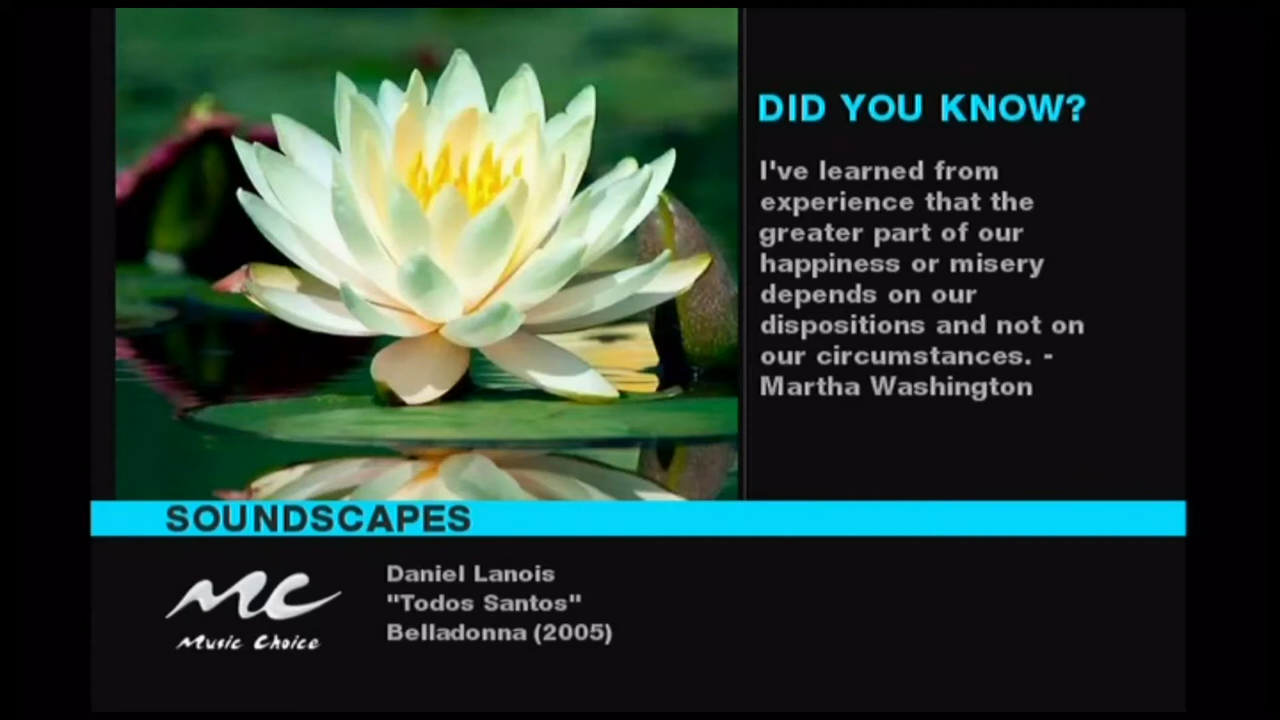 DID YOU KNOW?
I've learned from
experience that the
greater part of our
happiness or misery
depends on our
dispositions and not on
our circumstances. -
Martha Washington
SOUNDSCAPES
MC
Music Choice
Daniel Lanois
"Todos Santos"
Belladonna (2005)